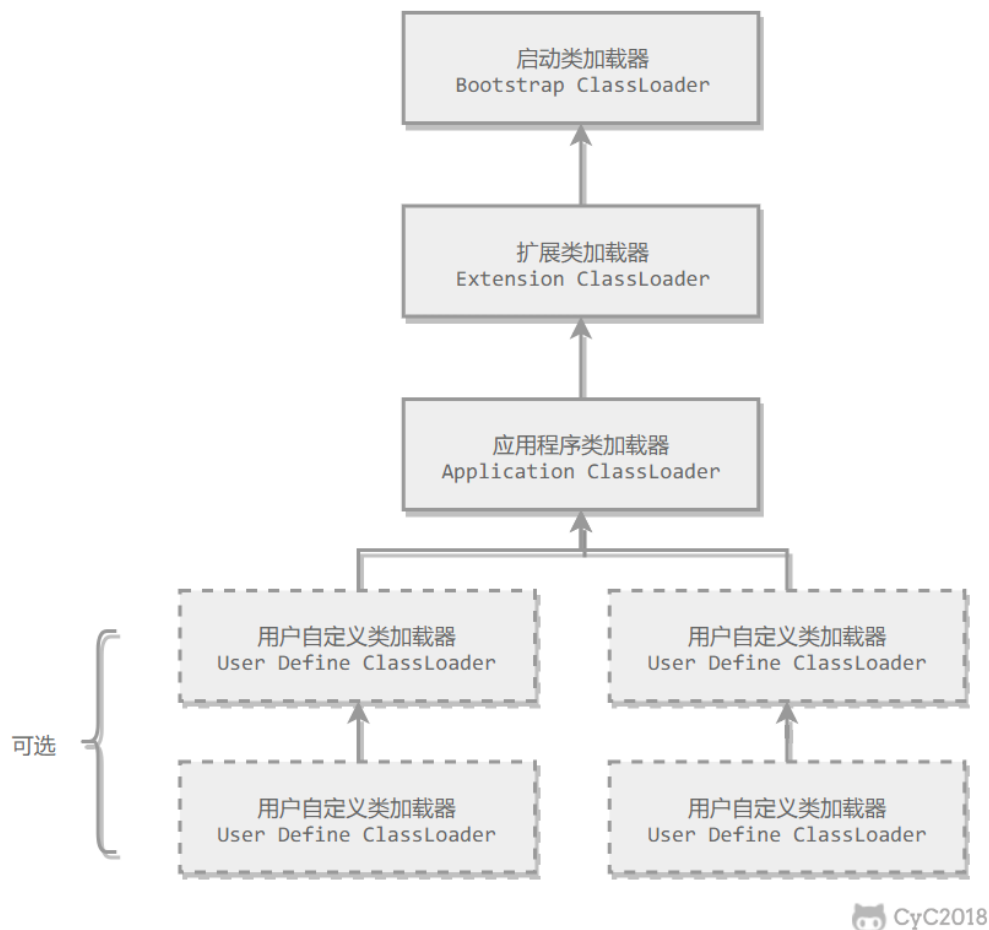 启动类加载器
Bootstrap ClassLoader
扩展类加载器
Extension ClassLoader
应用程序类加载器
Application ClassLoader
用户自定义类加载器
User Define ClassLoader
用户自定义类加载器
User Define ClassLoader
可选
用户自定义类加载器
User Define ClassLoader
用户自定义类加载器
User Define ClassLoader
CyC2018